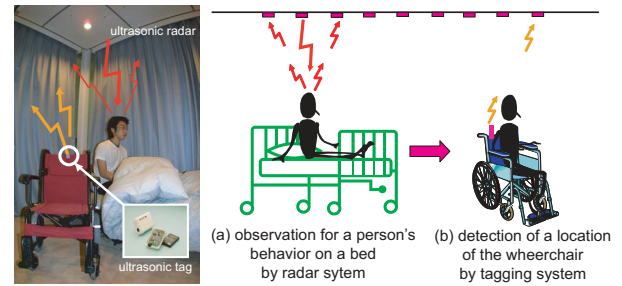 ultrasonic radar
ultrasonic tag
(a) observation for a person's
behavior on a bed
by radar sytem
(b) detection of a location
of the wheerchair
by tagging system